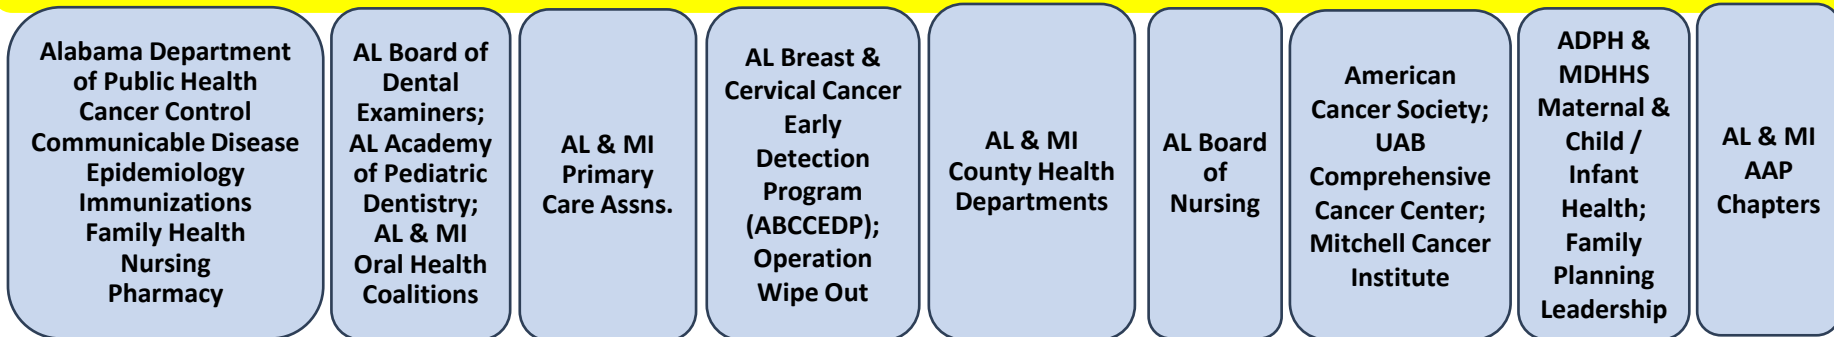 Alabama Department
of Public Health
Cancer Control
Communicable Disease
Epidemiology
Immunizations
Family Health
Nursing
Pharmacy
AL Board of
Dental
Examiners;
AL Academy
of Pediatric
Dentistry;
AL & MI
Oral Health
Coalitions
AL & MI
Primary
Care Assns.
AL Breast &
Cervical Cancer
Early
Detection
Program
(ABCCEDP);
Operation
Wipe Out
AL & MI
County Health
Departments
AL Board
of
Nursing
American
Cancer Society;
UAB
Comprehensive
Cancer Center;
Mitchell Cancer
Institute
ADPH &
MDHHS
Maternal &
Child /
Infant
Health;
Family
Planning
Leadership
AL & MI
AAP
Chapters